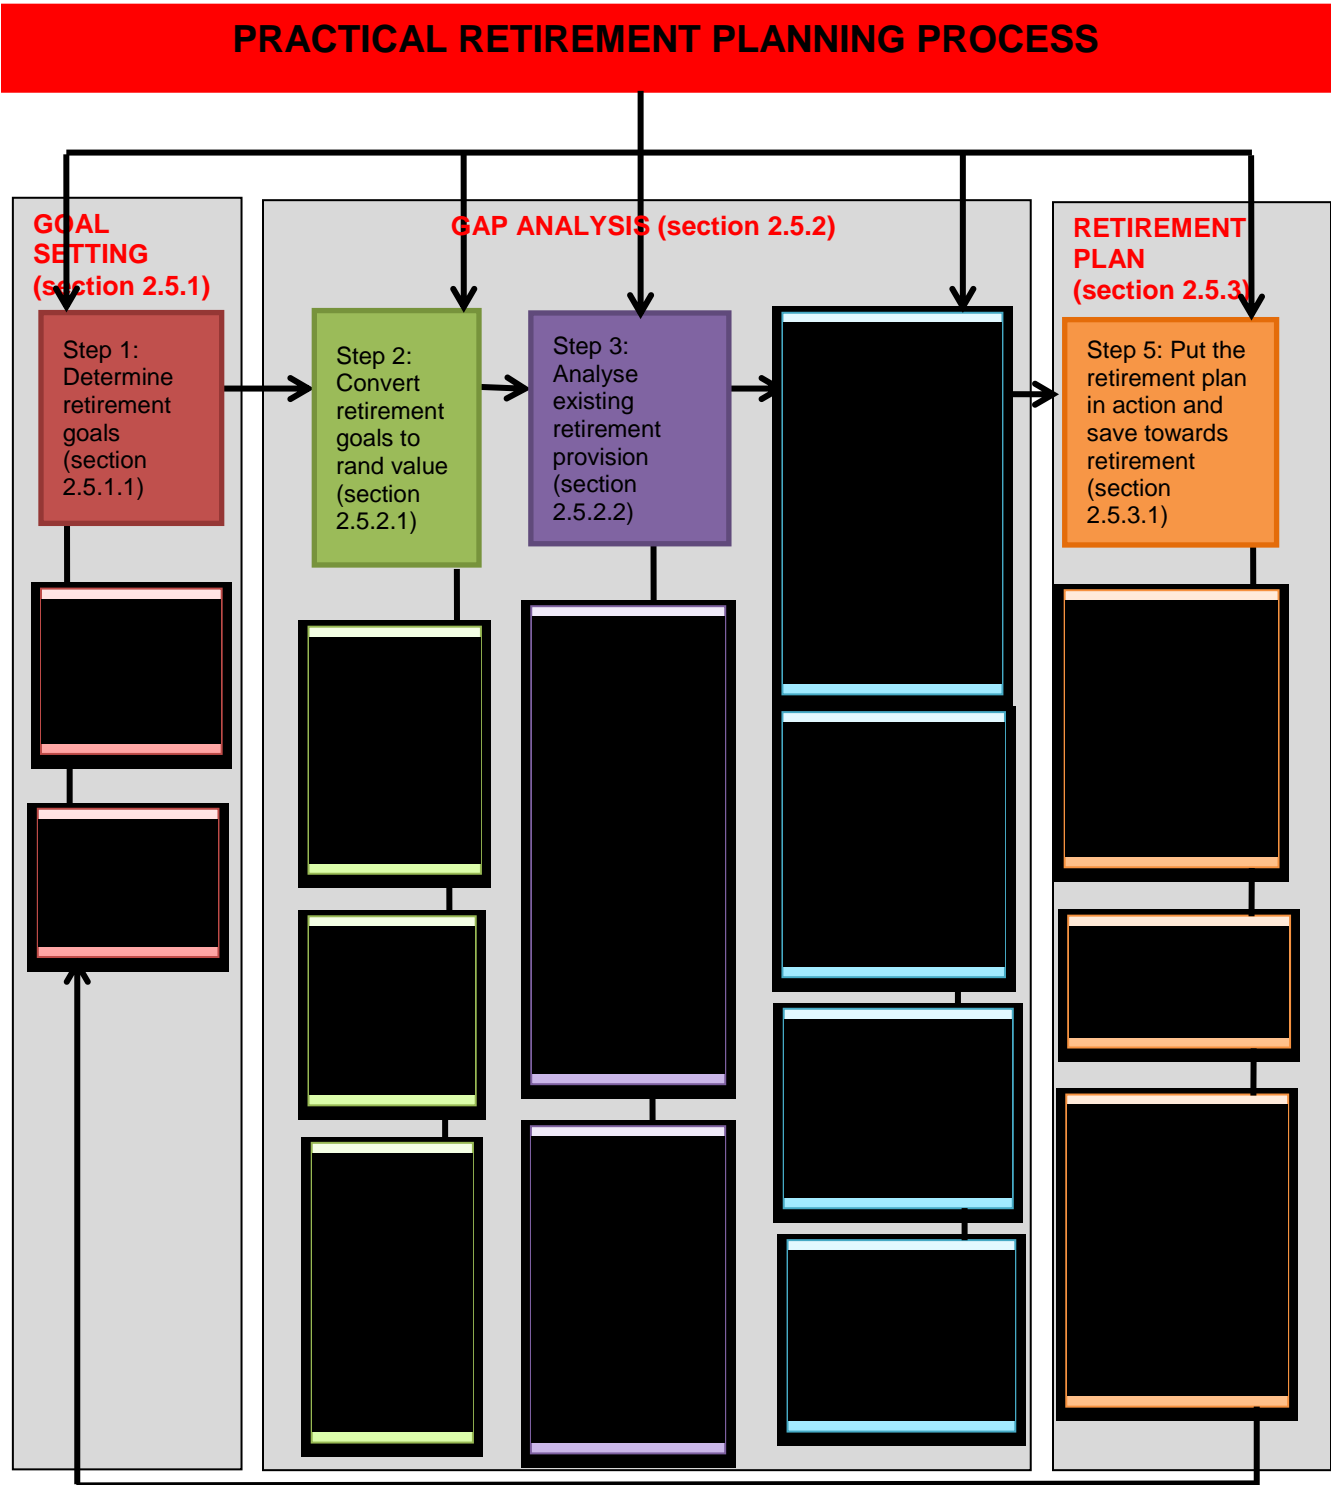 PRACTICAL RETIREMENT PLANNING PROCESS
GOAL
SETTING
(section 2.5.1)
GAP ANALYSIS (section 2.5.2)
RETIREMENT
PLAN
(section 2.5.3)
Step 1:
Determine
retirement
goals
(section
2.5.1.1)
Step 2:
Convert
retirement
goals to
rand value
(section
2.5.2.1)
Step 3:
Analyse
existing
retirement
provision
(section
2.5.2.2)
Step 5: Put the
retirement plan
in action and
save towards
retirement
(section
2.5.3.1)